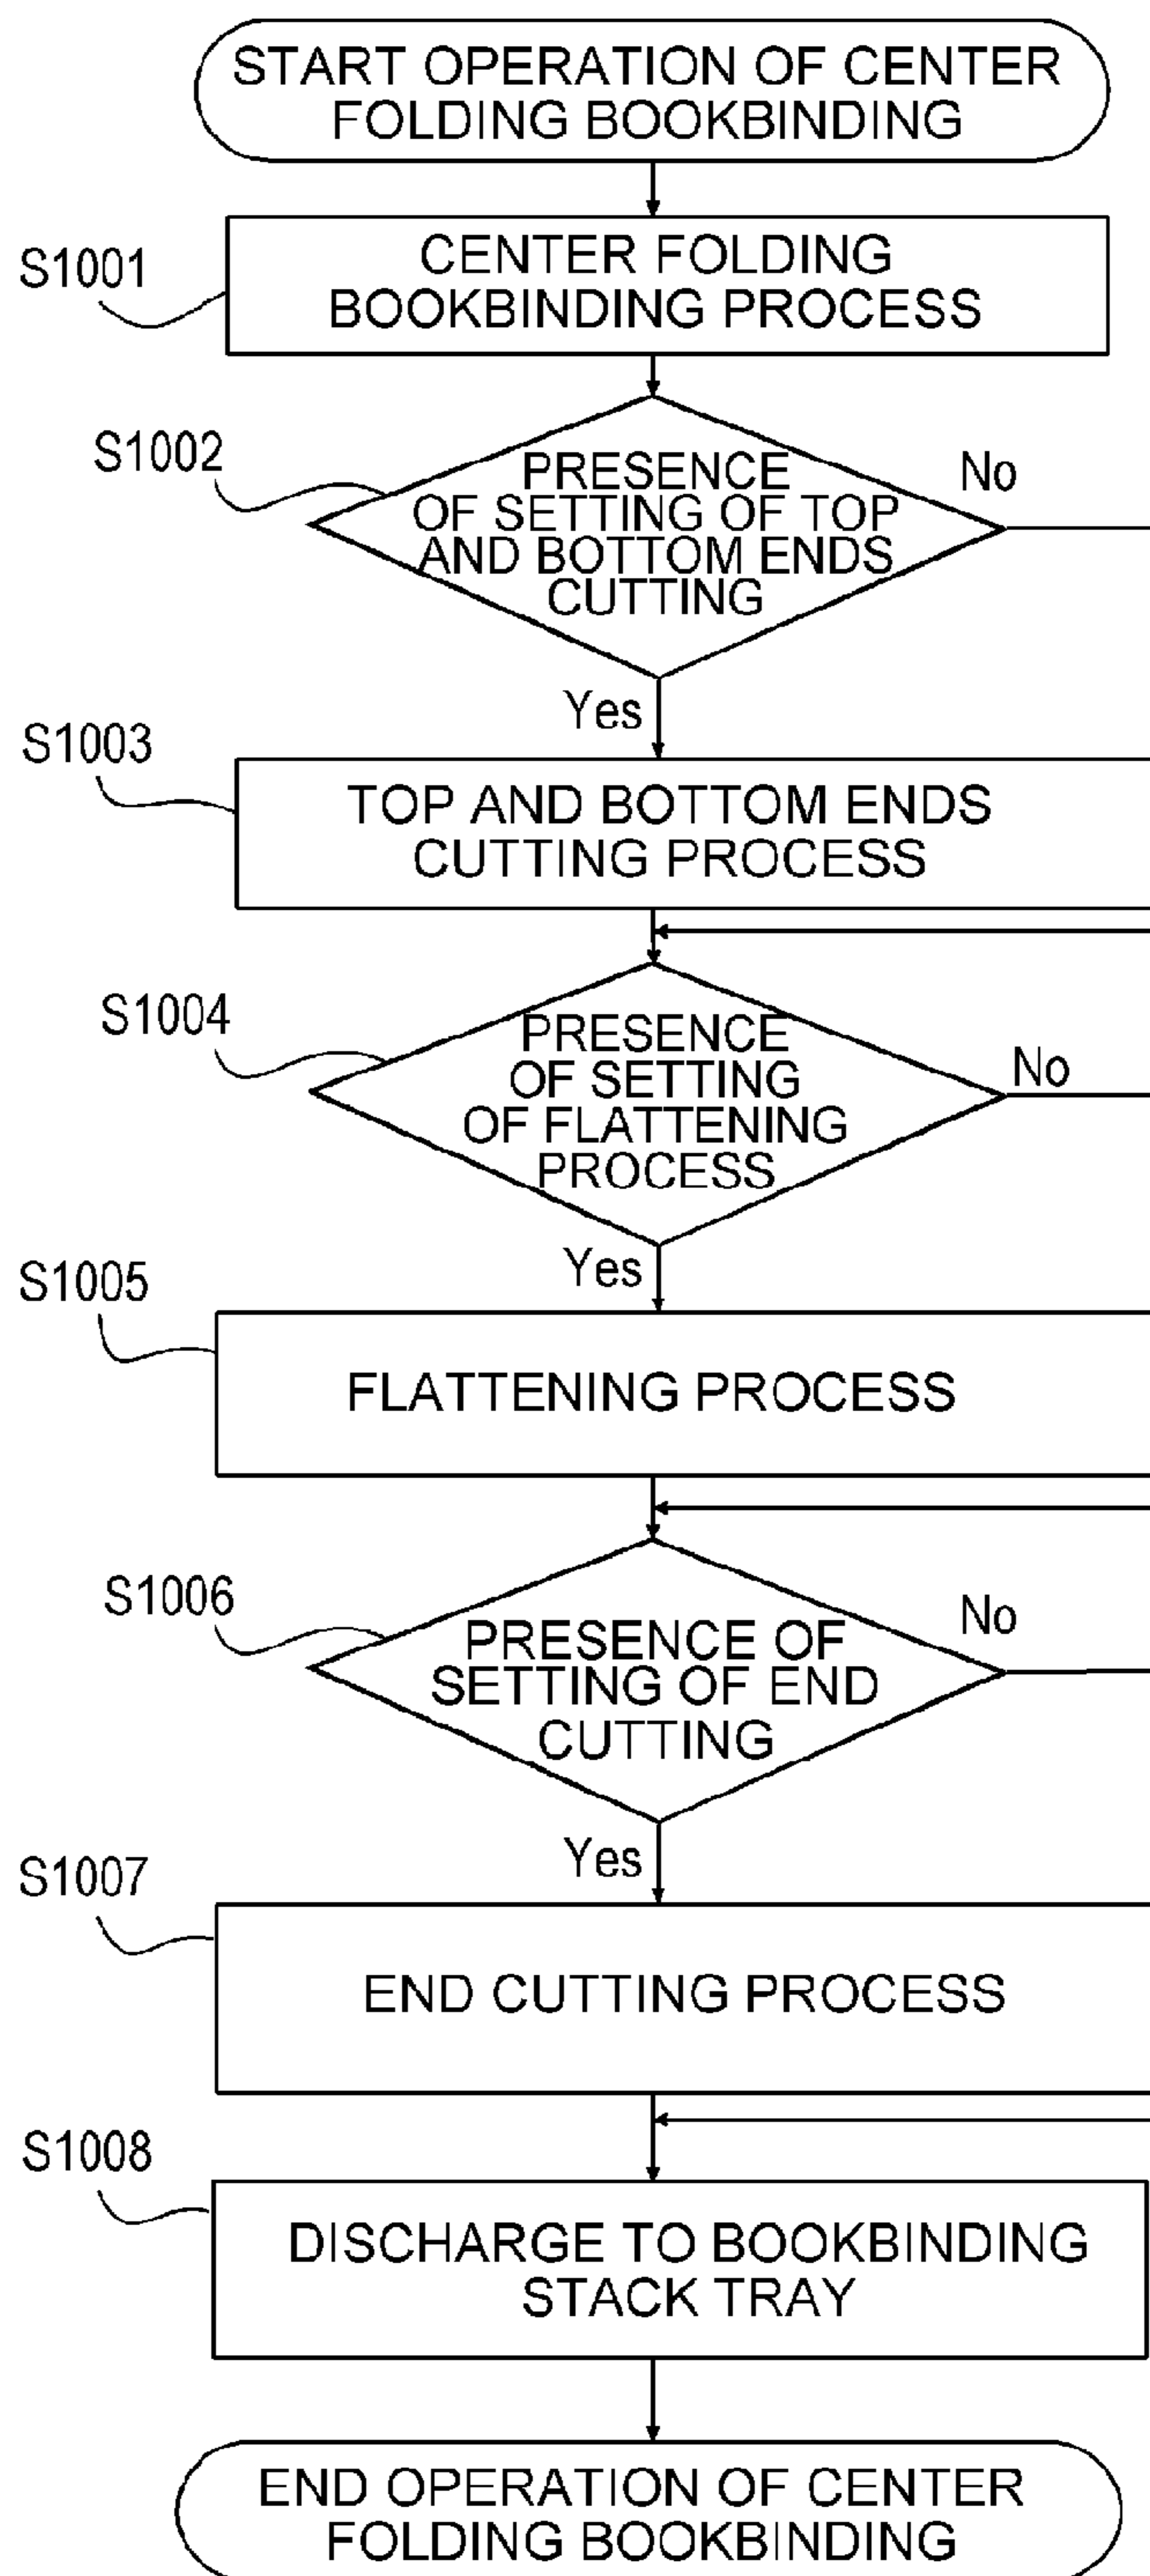 START OPERATION OF CENTER
FOLDING BOOKBINDING
S1001
CENTER FOLDING
BOOKBINDING PROCESS
S1002
PRESENCE
OF SETTING OF TOP
AND BOTTOM ENDS
CUTTING
No
Yes
S1003
TOP AND BOTTOM ENDS
CUTTING PROCESS
S1004
PRESENCE
OF SETTING
OF FLATTENING
PROCESS
No
Yes
S1005
FLATTENING PROCESS
S1006
PRESENCE OF
SETTING OF END
CUTTING
No
Yes
S1007
END CUTTING PROCESS
S1008
DISCHARGE TO BOOKBINDING
STACK TRAY
END OPERATION OF CENTER
FOLDING BOOKBINDING